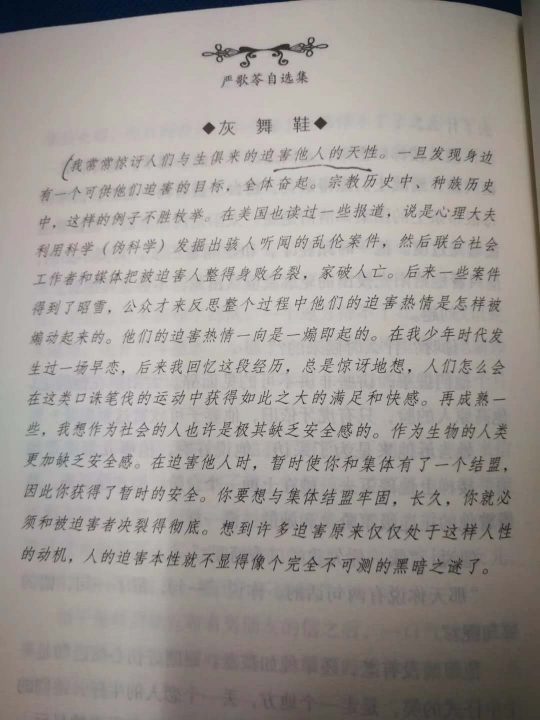 严歌苓自选集
◆灰舞鞋◆
我常常惊讶人们与生俱来的迫害他人的天性。一旦发现身边
有一个可供他们迫害的目标,全体奋起。宗教历史中、种族历史
中,这样的例子不胜枚举。在美国也读过一些报道,说是心理大夫
利用科学(伪科学)发掘出骇人听闻的乱伦案件,然后联合社会
工作者和媒体把被迫害人整得身败名裂,家破人亡。后来一些案件
得到了昭雪,公众才来反思整个过程中他们的迫害热情是怎样被
煽动起来的。他们的迫害热情一向是一煽即起的。在我少年时代发
生过一场早恋,后来我回忆这段经历,总是惊讶地想,人们怎么会
在这类口诛笔伐的运动中获得如此之大的满足和快感。再成熟一
些,我想作为社会的人也许是极其缺乏安全感的。作为生物的人类
更加缺乏安全感。在迫害他人时,暂时使你和集体有了一个结盟,
因此你获得了暂时的安全。你要想与集体结盟牢固,长久,你就必
须和被迫害者决裂得彻底。想到许多迫害原来仅仅处于这样人性
的动机,人的迫害本性就不显得像个完全不可测的黑暗之谜了。